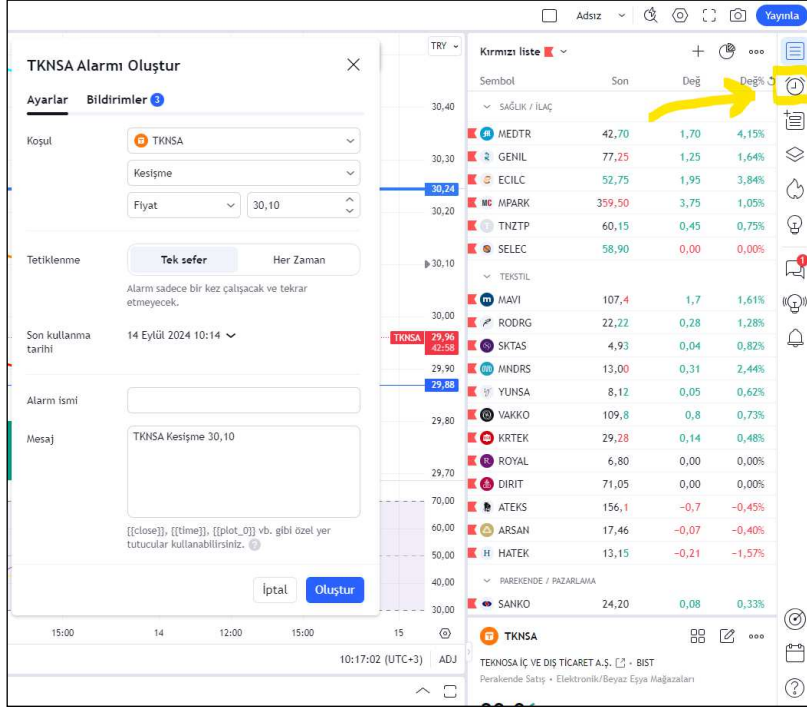 Adsız
Yayınla
TKNSA Alarmı Oluştur
Ayarlar Bildirimler 3
Koşul
TKNSA
Kesişme
Fiyat 30,10
Tetiklenme
Tek sefer Her Zaman
Alarm sadece bir kez çalışacak ve tekrar
etmeyecek.
Son kullanma
tarihi
14 Eylül 2024 10:14
Alarm ismi
Mesaj
TKNSA Kesişme 30,10
[[close]], [[time]], [[plot_0]] vb. gibi özel yer
tutucular kullanabilirsiniz.
İptal Oluştur
TRY
30,40
30,30
30,24
30,20
30,10
30,00
TKNSA 29,96
42:58
29,90
29,88
29,80
29,70
70,00
60,00
50,00
40,00
30,00
15:00 14 12:00 15:00 15
10:17:02 (UTC+3) ADJ
Kırmızı liste
Sembol Son Değ Değ%
SAĞLIK / İLAÇ
MEDTR 42,70 1,70 4,15%
GENIL 77,25 1,25 1,64%
ECILC 52,75 1,95 3,84%
MC MPARK 359,50 3,75 1,05%
T TNZTP 60,15 0,45 0,75%
SELEC 58,90 0,00 0,00%
TEKSTIL
m MAVI 107,4 1,7 1,61%
RODRG 22,22 0,28 1,28%
SKTAS 4,93 0,04 0,82%
MNDRS 13,00 0,31 2,44%
YUNSA 8,12 0,05 0,62%
VAKKO 109,8 0,8 0,73%
KRTEK 29,28 0,14 0,48%
R ROYAL 6,80 0,00 0,00%
DIRIT 71,05 0,00 0,00%
ATEKS 156,1 −0,7 −0,45%
ARSAN 17,46 −0,07 −0,40%
H HATEK 13,15 −0,21 −1,57%
PAREKENDE / PAZARLAMA
SANKO 24,20 0,08 0,33%
TKNSA
TEKNOSA İÇ VE DIŞ TİCARET A.Ş. • BIST
Perakende Satış • Elektronik/Beyaz Eşya Mağazaları
1